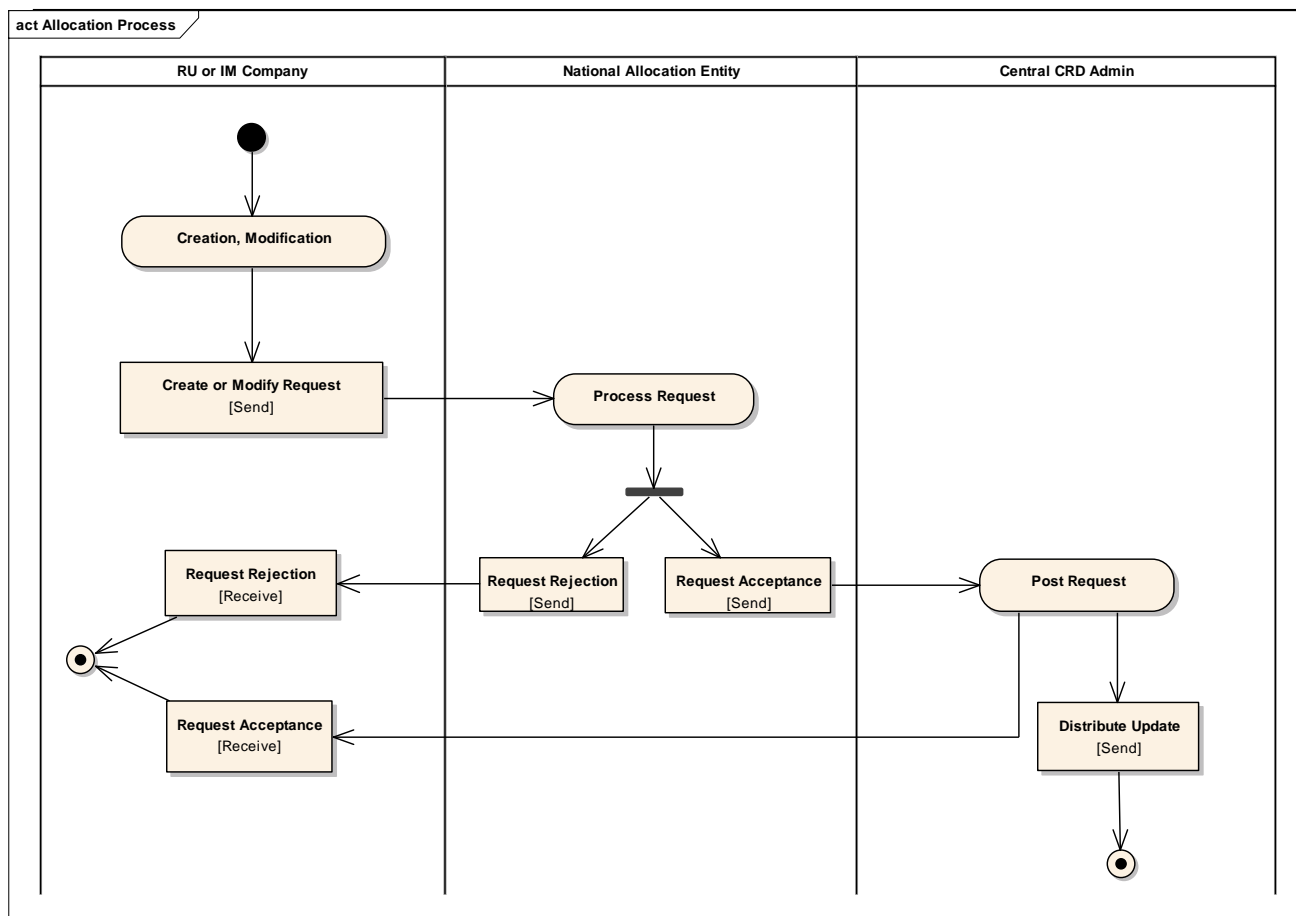 act Allocation Process
RU or IM Company
National Allocation Entity
Central CRD Admin
Creation, Modification
Create or Modify Request
[Send]
Process Request
Request Rejection
[Receive]
Request Rejection
[Send]
Request Acceptance
[Send]
Post Request
Request Acceptance
[Receive]
Distribute Update
[Send]